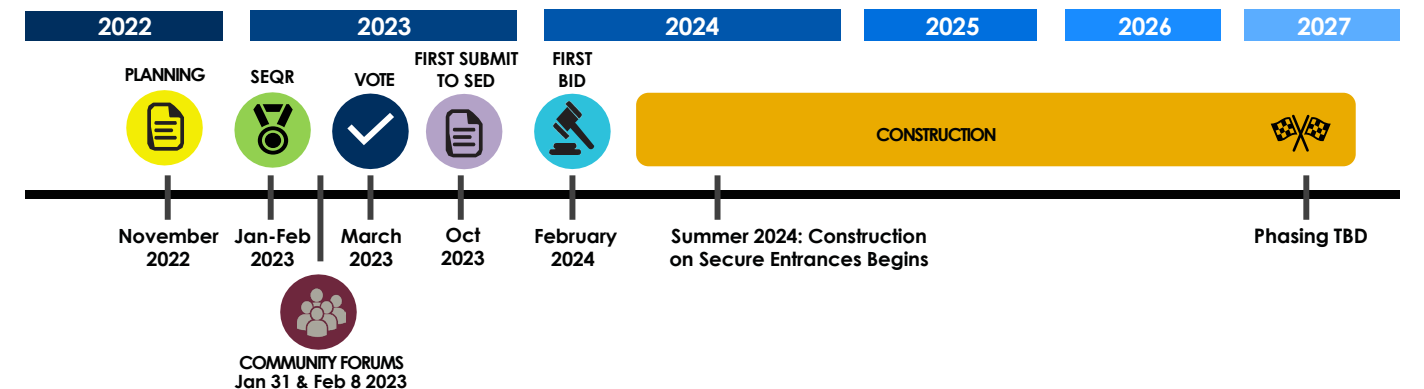 2022
2023
2024
2025
2026
2027
PLANNING
SEQR
VOTE
FIRST SUBMIT
TO SED
FIRST
BID
CONSTRUCTION
November
2022
Jan-Feb
2023
March
2023
Oct
2023
February
2024
Summer 2024: Construction
on Secure Entrances Begins
Phasing TBD
COMMUNITY FORUMS
Jan 31 & Feb 8 2023